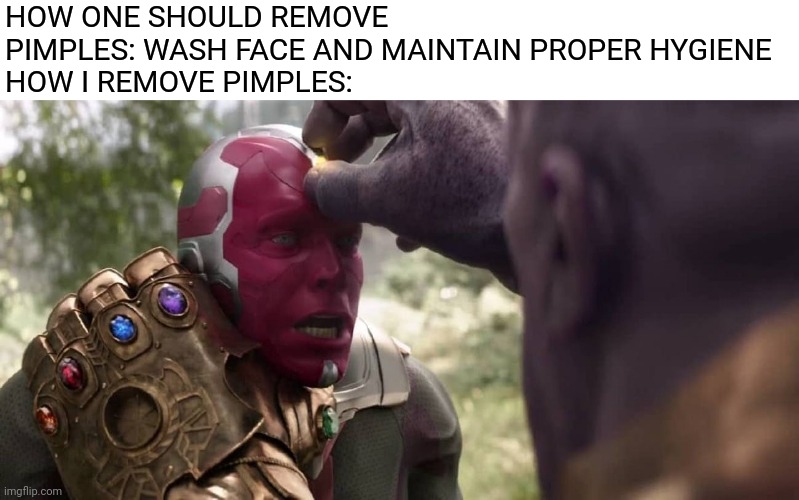 HOW ONE SHOULD REMOVE
PIMPLES: WASH FACE AND MAINTAIN PROPER HYGIENE
HOW I REMOVE PIMPLES:
imgflip.com